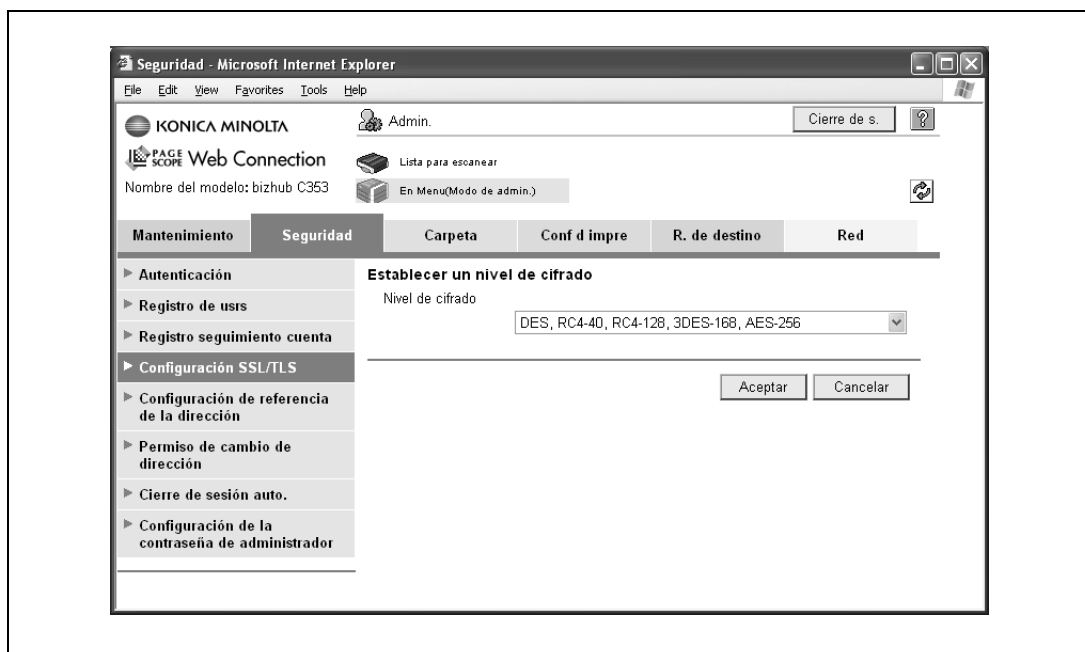 Seguridad - Microsoft Internet Explorer
File Edit View Favorites Tools Help
KONICA MINOLTA
Admin.
Cierre de s.
?
PAGE SCOPE Web Connection
Lista para escanear
Nombre del modelo: bizhub C353
En Menu(Modo de admin.)
Mantenimiento
Seguridad
Carpeta
Conf d impre
R. de destino
Red
Autenticación
Registro de usrs
Registro seguimiento cuenta
Configuración SSL/TLS
Configuración de referencia
de la dirección
Permiso de cambio de
dirección
Cierre de sesión auto.
Configuración de la
contraseña de administrador
Establecer un nivel de cifrado
Nivel de cifrado
DES, RC4-40, RC4-128, 3DES-168, AES-256
Aceptar
Cancelar